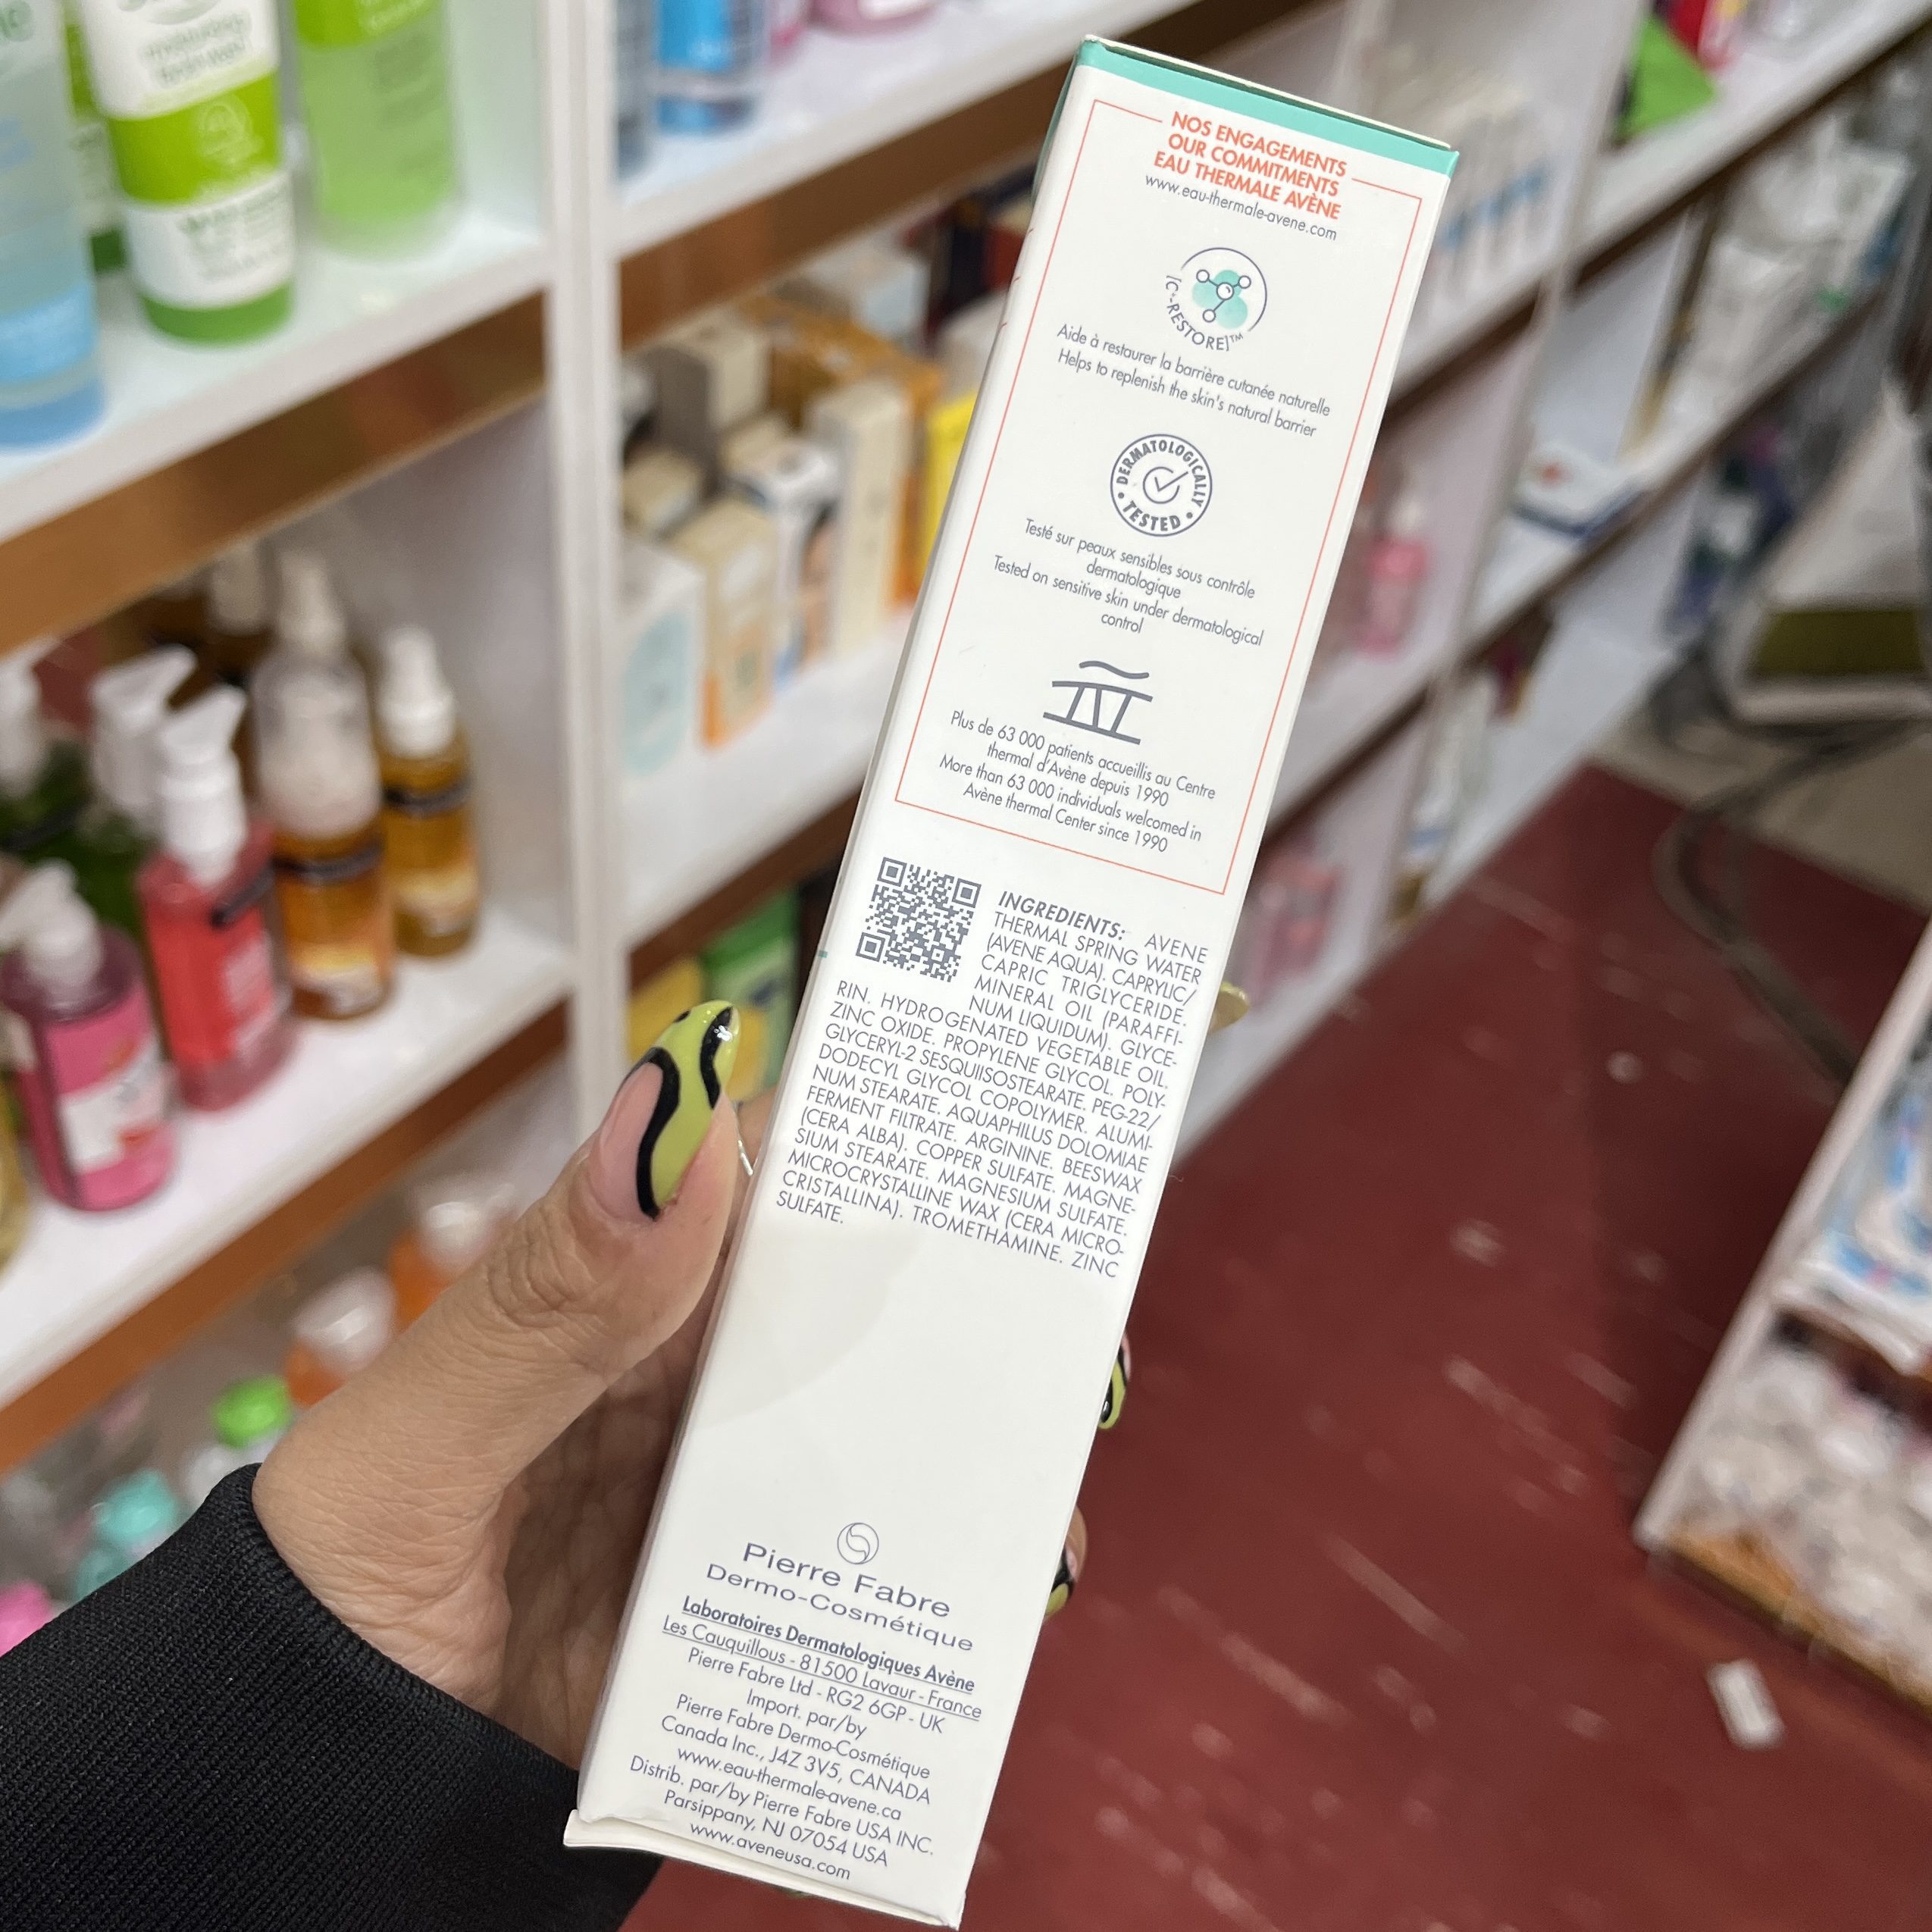 NOS ENGAGEMENTS
OUR COMMITMENTS
EAU THERMALE AVÈNE
www.eau-thermale-avene.com
[C+-RESTORE]™
Aide à restaurer la barrière cutanée naturelle
Helps to replenish the skin's natural barrier
DERMATOLOGICALLY
• TESTED •
Testé sur peaux sensibles sous contrôle
dermatologique
Tested on sensitive skin under dermatological
control
Plus de 63 000 patients accueillis au Centre
thermal d'Avène depuis 1990
More than 63 000 individuals welcomed in
Avène thermal Center since 1990
INGREDIENTS: AVENE
THERMAL SPRING WATER
(AVENE AQUA). CAPRYLIC/
CAPRIC TRIGLYCERIDE.
MINERAL OIL (PARAFFI-
NUM LIQUIDUM). GLYCE-
RIN. HYDROGENATED VEGETABLE OIL.
ZINC OXIDE. PROPYLENE GLYCOL. POLY
GLYCERYL-2 SESQUIISOSTEARATE. PEG-22/
DODECYL GLYCOL COPOLYMER. ALUMI-
NUM STEARATE. AQUAPHILUS DOLOMIAE
FERMENT FILTRATE. ARGININE. BEESWAX
(CERA ALBA). COPPER SULFATE. MAGNE-
SIUM STEARATE. MAGNESIUM SULFATE.
MICROCRYSTALLINE WAX (CERA MICRO-
CRISTALLINA). TROMETHAMINE. ZINC
SULFATE.
Pierre Fabre
Dermo-Cosmétique
Laboratoires Dermatologiques Avène
Les Cauquillous - 81500 Lavaur - France
Pierre Fabre Ltd - RG2 6GP - UK
Import. par/by
Pierre Fabre Dermo-Cosmétique
Canada Inc., J4Z 3V5, CANADA
www.eau-thermale-avene.ca
Distrib. par/by Pierre Fabre USA INC.
Parsippany, NJ 07054 USA
www.aveneusa.com